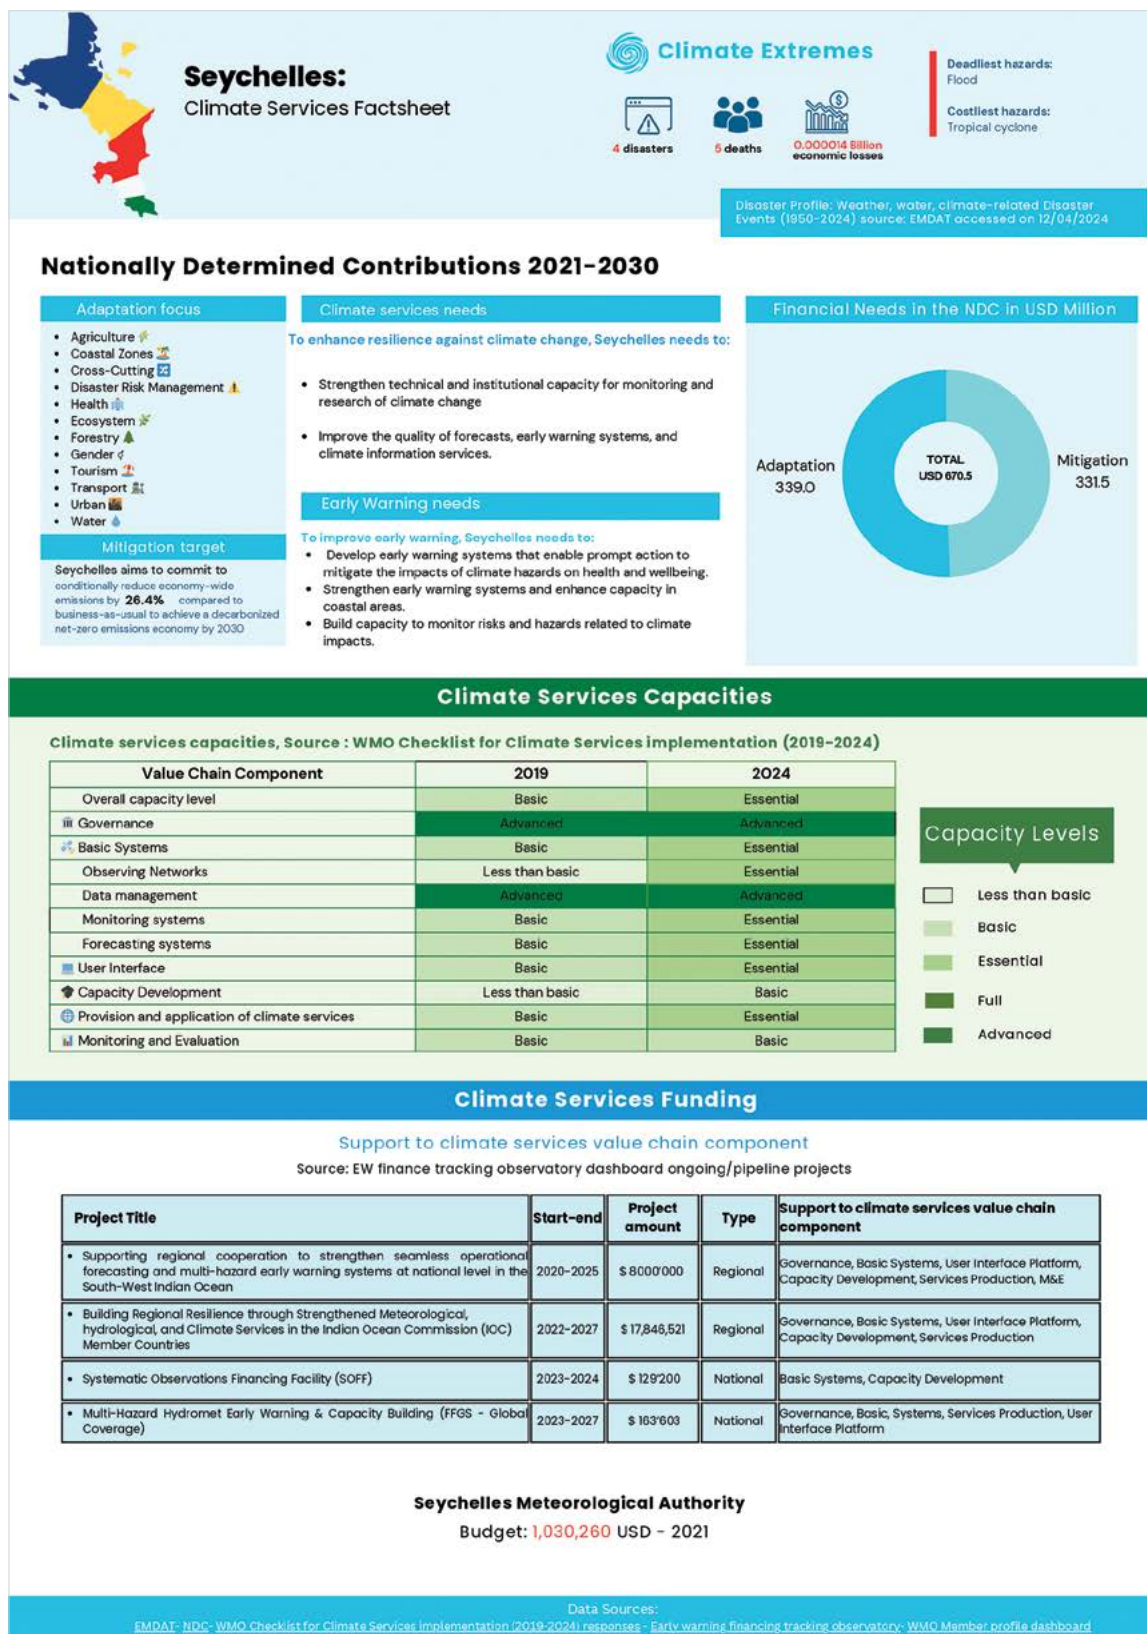 Seychelles:
Climate Services Factsheet
Climate Extremes
4 disasters
5 deaths
0.000014 Billion
economic losses
Deadliest hazards:
Flood
Costliest hazards:
Tropical cyclone
Disaster Profile: Weather, water, climate-related Disaster
Events (1950-2024) source: EMDAT accessed on 12/04/2024
Nationally Determined Contributions 2021-2030
Adaptation focus
• Agriculture
• Coastal Zones
• Cross-Cutting
• Disaster Risk Management
• Health
• Ecosystem
• Forestry
• Gender
• Tourism
• Transport
• Urban
• Water
Mitigation target
Seychelles aims to commit to
conditionally reduce economy-wide
emissions by 26.4% compared to
business-as-usual to achieve a decarbonized
net-zero emissions economy by 2030
Climate services needs
To enhance resilience against climate change, Seychelles needs to:
• Strengthen technical and institutional capacity for monitoring and
research of climate change
• Improve the quality of forecasts, early warning systems, and
climate information services.
Early Warning needs
To improve early warning, Seychelles needs to:
• Develop early warning systems that enable prompt action to
mitigate the impacts of climate hazards on health and wellbeing.
• Strengthen early warning systems and enhance capacity in
coastal areas.
• Build capacity to monitor risks and hazards related to climate
impacts.
Financial Needs in the NDC in USD Million
Adaptation
339.0
TOTAL
USD 670.5
Mitigation
331.5
Climate Services Capacities
Climate services capacities, Source : WMO Checklist for Climate Services implementation (2019-2024)
Value Chain Component 2019 2024
Overall capacity level Basic Essential
Governance Advanced Advanced
Basic Systems Basic Essential
Observing Networks Less than basic Essential
Data management Advanced Advanced
Monitoring systems Basic Essential
Forecasting systems Basic Essential
User Interface Basic Essential
Capacity Development Less than basic Basic
Provision and application of climate services Basic Essential
Monitoring and Evaluation Basic Basic
Capacity Levels
Less than basic
Basic
Essential
Full
Advanced
Climate Services Funding
Support to climate services value chain component
Source: EW finance tracking observatory dashboard ongoing/pipeline projects
Project Title Start-end Project amount Type Support to climate services value chain component
• Supporting regional cooperation to strengthen seamless operational
forecasting and multi-hazard early warning systems at national level in the
South-West Indian Ocean
2020-2025
$ 8000'000
Regional
Governance, Basic Systems, User Interface Platform,
Capacity Development, Services Production, M&E
• Building Regional Resilience through Strengthened Meteorological,
hydrological, and Climate Services in the Indian Ocean Commission (IOC)
Member Countries
2022-2027
$ 17,846,521
Regional
Governance, Basic Systems, User Interface Platform,
Capacity Development, Services Production
• Systematic Observations Financing Facility (SOFF)
2023-2024
$ 129'200
National
Basic Systems, Capacity Development
• Multi-Hazard Hydromet Early Warning & Capacity Building (FFGS - Global
Coverage)
2023-2027
$ 163'603
National
Governance, Basic, Systems, Services Production, User
Interface Platform
Seychelles Meteorological Authority
Budget: 1,030,260 USD - 2021
Data Sources:
EMDAT- NDC- WMO Checklist for Climate Services implementation (2019-2024) responses - Early warning financing tracking observatory- WMO Member profile dashboard